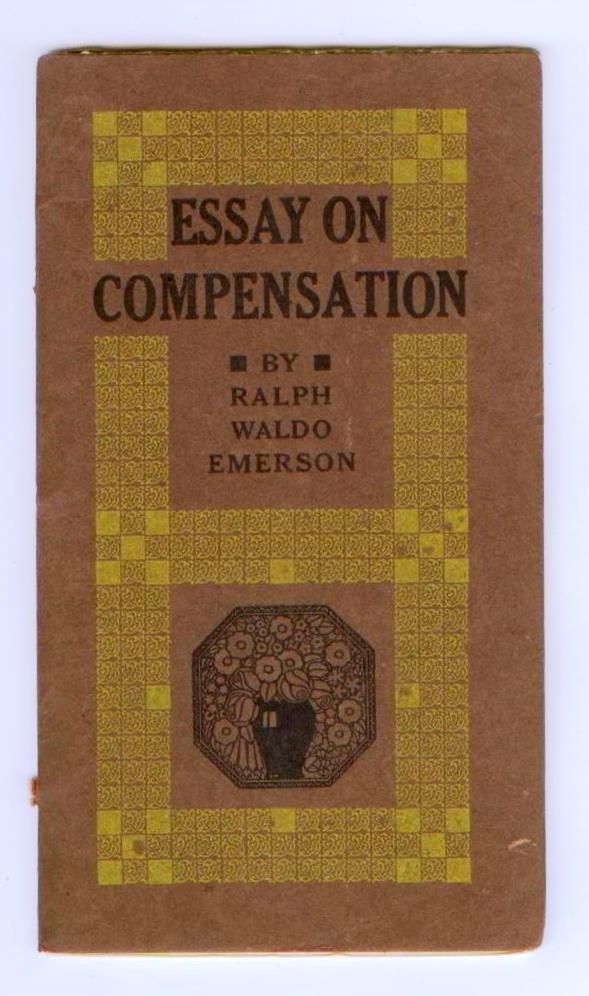 ESSAY ON
COMPENSATION
■ BY ■
RALPH
WALDO
EMERSON